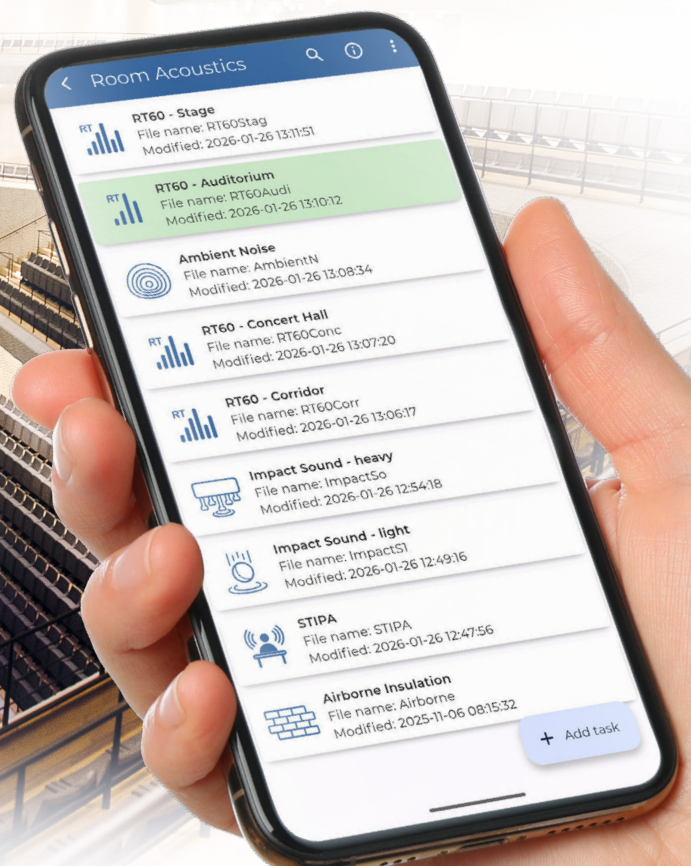 Room Acoustics
RT60 - Stage
RT
File name: RT60Stag
Modified: 2026-01-26 13:11:51
RT60 - Auditorium
RT
File name: RT60Audi
Modified: 2026-01-26 13:10:12
Ambient Noise
File name: AmbientN
Modified: 2026-01-26 13:08:34
RT60 - Concert Hall
RT
File name: RT60Conc
Modified: 2026-01-26 13:07:20
RT60 - Corridor
RT
File name: RT60Corr
Modified: 2026-01-26 13:06:17
Impact Sound - heavy
File name: ImpactSo
Modified: 2026-01-26 12:54:18
Impact Sound - light
File name: ImpactS1
Modified: 2026-01-26 12:49:16
STIPA
File name: STIPA
Modified: 2026-01-26 12:47:56
Airborne Insulation
File name: Airborne
Modified: 2025-11-06 08:15:32
+ Add task